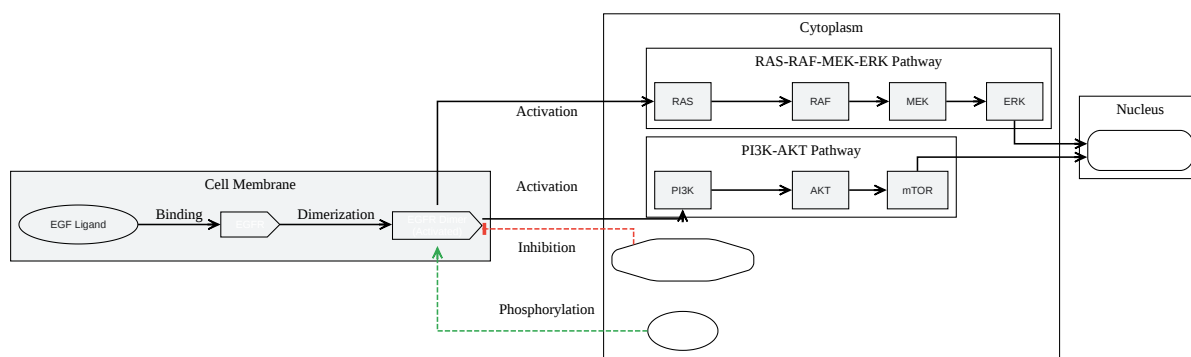 Cytoplasm
RAS-RAF-MEK-ERK Pathway
RAS
RAF
MEK
ERK
Activation
Nucleus
PI3K-AKT Pathway
Cell Membrane
Activation
PI3K
AKT
mTOR
EGF Ligand
Binding
EGFR
Dimerization
Inhibition
Phosphorylation